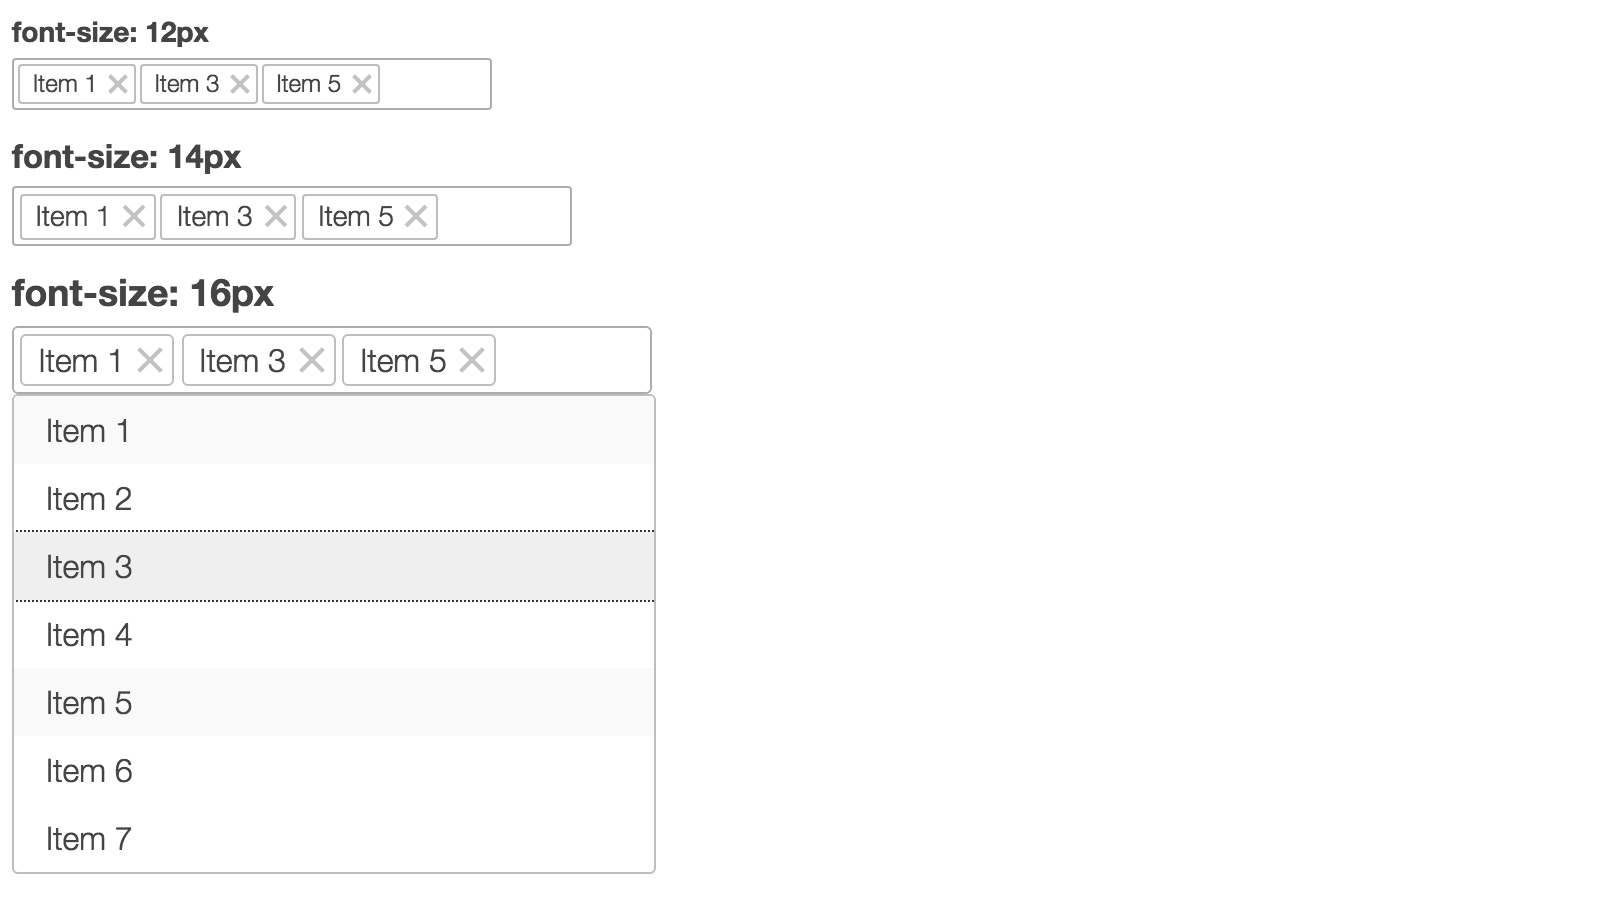 font-size: 12px
Item 1 Item 3 Item 5
font-size: 14px
Item 1 Item 3 Item 5
font-size: 16px
Item 1 Item 3 Item 5
Item 1
Item 2
Item 3
Item 4
Item 5
Item 6
Item 7